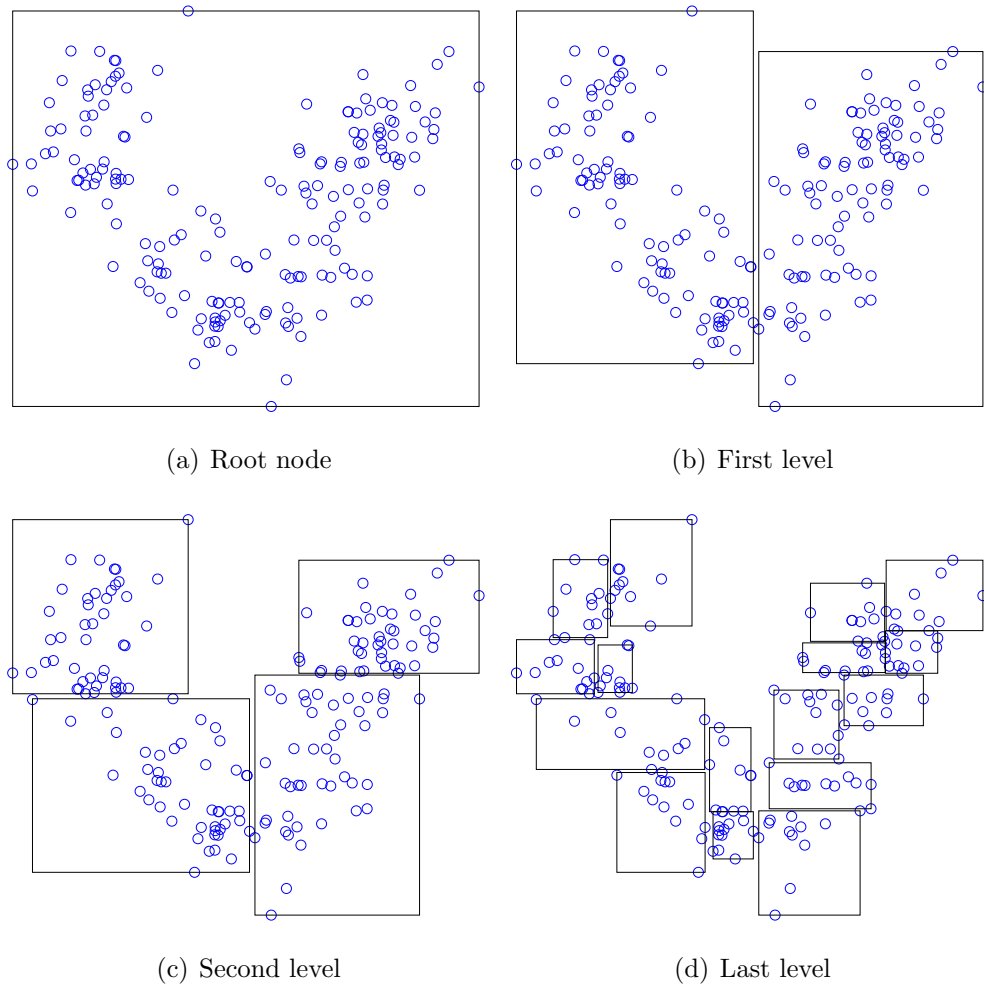 (a) Root node
(b) First level
(c) Second level
(d) Last level